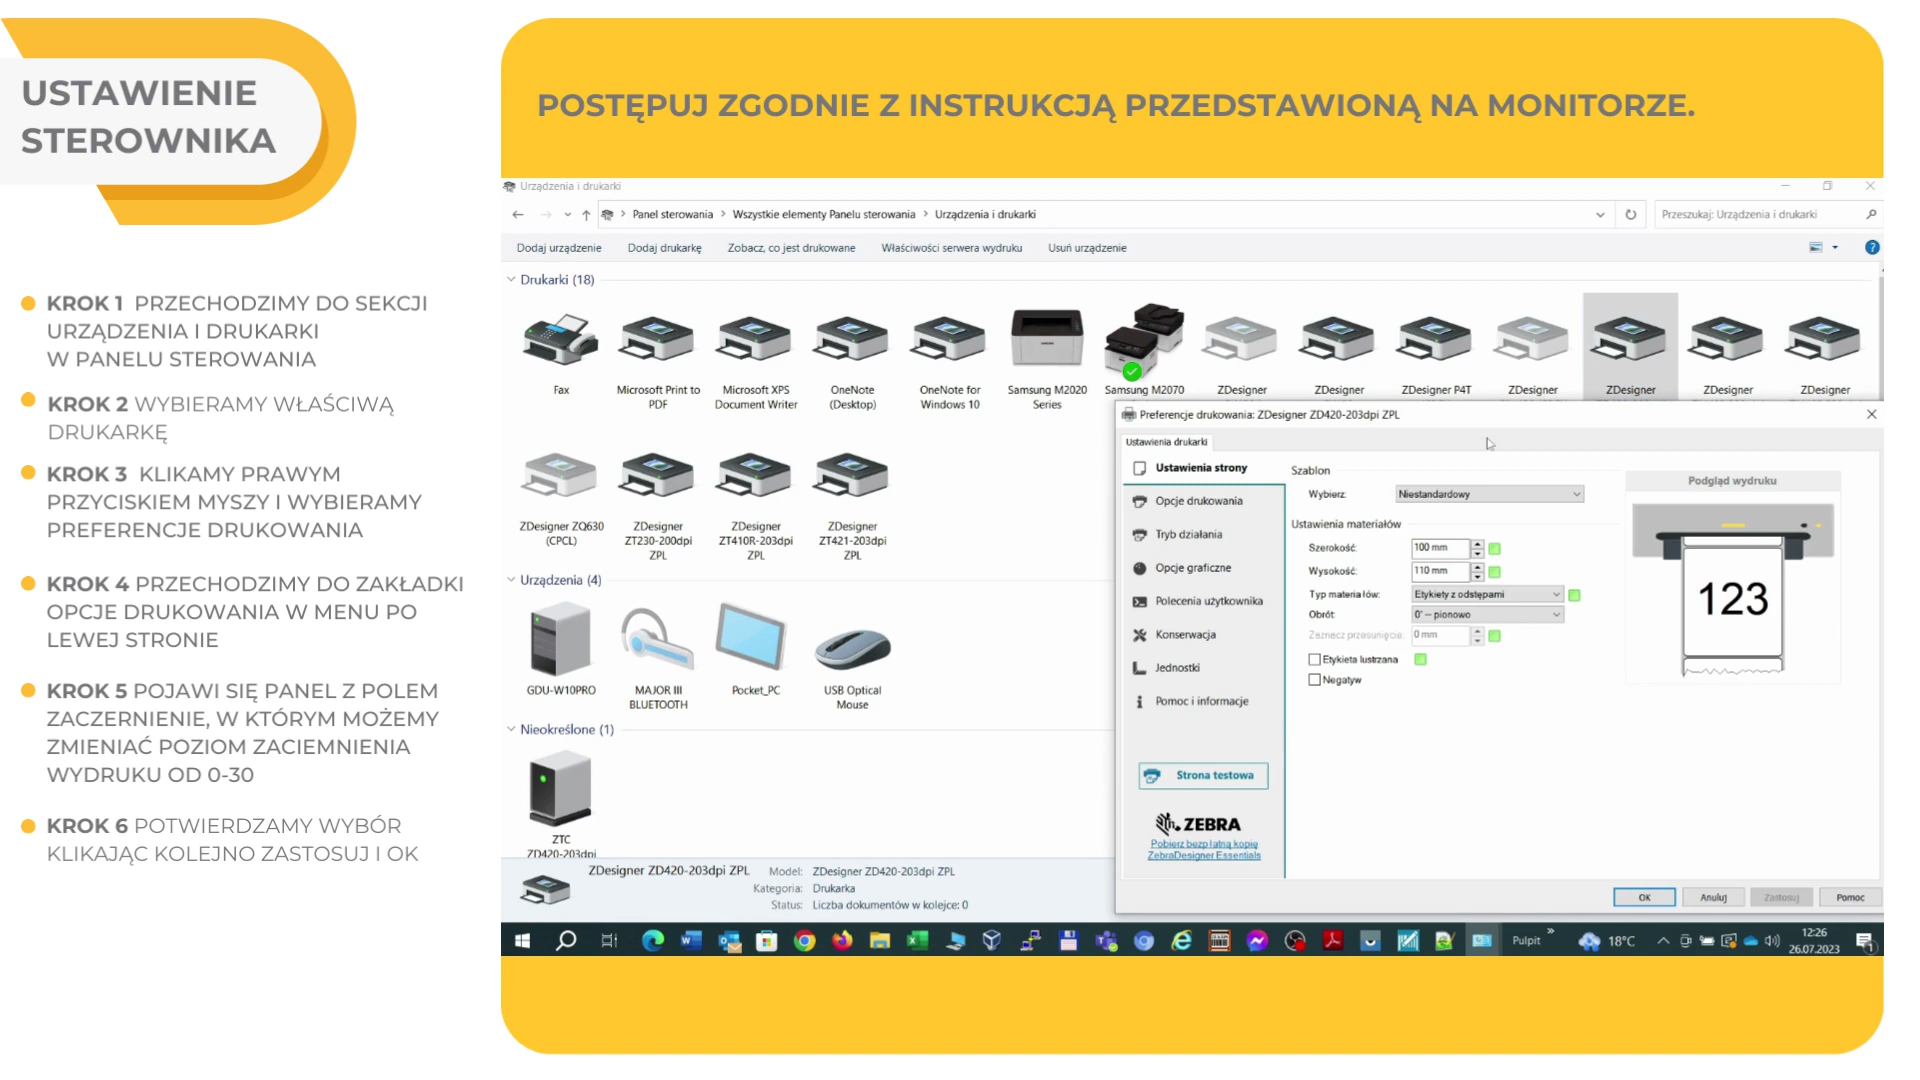 USTAWIENIE
STEROWNIKA
POSTĘPUJ ZGODNIE Z INSTRUKCJĄ PRZEDSTAWIONĄ NA MONITORZE.
KROK 1 PRZECHODZIMY DO SEKCJI
URZĄDZENIA I DRUKARKI
W PANELU STEROWANIA
KROK 2 WYBIERAMY WŁAŚCIWĄ
DRUKARKĘ
KROK 3 KLIKAMY PRAWYM
PRZYCISKIEM MYSZY I WYBIERAMY
PREFERENCJE DRUKOWANIA
KROK 4 PRZECHODZIMY DO ZAKŁADKI
OPCJE DRUKOWANIA W MENU PO
LEWEJ STRONIE
KROK 5 POJAWI SIĘ PANEL Z POLEM
ZACZERNIENIE, W KTÓRYM MOŻEMY
ZMIENIAĆ POZIOM ZACIEMNIENIA
WYDRUKU OD 0-30
KROK 6 POTWIERDZAMY WYBÓR
KLIKAJĄC KOLEJNO ZASTOSUJ I OK
Urządzenia i drukarki
Panel sterowania > Wszystkie elementy Panelu sterowania > Urządzenia i drukarki
Przeszukaj: Urządzenia i drukarki
Dodaj urządzenie Dodaj drukarkę Zobacz, co jest drukowane Właściwości serwera wydruku Usuń urządzenie
Drukarki (18)
Fax
Microsoft Print to
PDF
Microsoft XPS
Document Writer
OneNote
(Desktop)
OneNote for
Windows 10
Samsung M2020
Series
Samsung M2070
ZDesigner
ZDesigner
ZDesigner P4T
ZDesigner
ZDesigner
ZDesigner
ZDesigner
ZDesigner ZQ630
(CPCL)
ZDesigner
ZT230-200dpi
ZPL
ZDesigner
ZT410R-203dpi
ZPL
ZDesigner
ZT421-203dpi
ZPL
Urządzenia (4)
GDU-W10PRO
MAJOR III
BLUETOOTH
Pocket_PC
USB Optical
Mouse
Nieokreślone (1)
ZTC
ZD420-203dpi
ZDesigner ZD420-203dpi ZPL
Model: ZDesigner ZD420-203dpi ZPL
Kategoria: Drukarka
Status: Liczba dokumentów w kolejce: 0
Preferencje drukowania: ZDesigner ZD420-203dpi ZPL
Ustawienia drukarki
Ustawienia strony
Opcje drukowania
Tryb działania
Opcje graficzne
Polecenia użytkownika
Konserwacja
Jednostki
Pomoc i informacje
Strona testowa
ZEBRA
Pobierz bezpłatną kopię
ZebraDesigner Essentials
Szablon
Wybierz: Niestandardowy
Ustawienia materiałów
Szerokość: 100 mm
Wysokość: 110 mm
Typ materiałów: Etykiety z odstępami
Obrót: 0° – pionowo
Zaznacz przesunięcie: 0 mm
Etykieta lustrzana
Negatyw
Podgląd wydruku
123
OK Anuluj Zastosuj Pomoc
Pulpit
18°C
12:26
26.07.2023
1